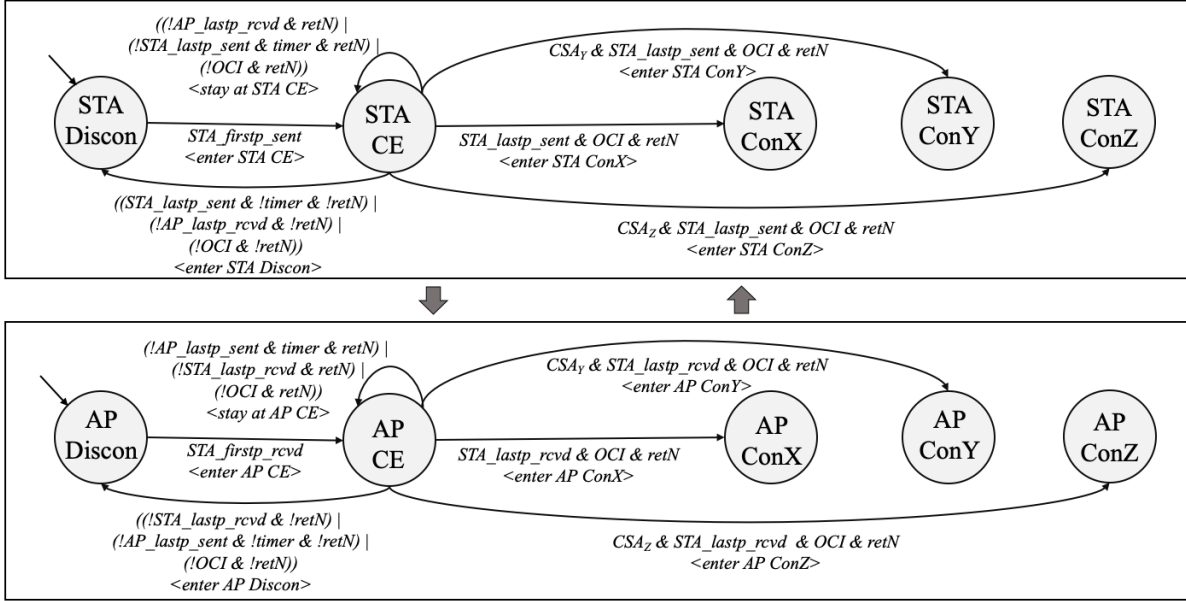 ((!AP_lastp_rcvd & retN) |
(!STA_lastp_sent & timer & retN) |
(!OCI & retN))
<stay at STA CE>
CSAY & STA_lastp_sent & OCI & retN
<enter STA ConY>
STA
Discon
STA
CE
STA
ConX
STA
ConY
STA
ConZ
STA_firstp_sent
<enter STA CE>
STA_lastp_sent & OCI & retN
<enter STA ConX>
((STA_lastp_sent & !timer & !retN) |
(!AP_lastp_rcvd & !retN) |
(!OCI & !retN))
<enter STA Discon>
CSAZ & STA_lastp_sent & OCI & retN
<enter STA ConZ>
(!AP_lastp_sent & timer & retN) |
(!STA_lastp_rcvd & retN) |
(!OCI & retN))
<stay at AP CE>
CSAY & STA_lastp_rcvd & OCI & retN
<enter AP ConY>
AP
Discon
AP
CE
AP
ConX
AP
ConY
AP
ConZ
STA_firstp_rcvd
<enter AP CE>
STA_lastp_rcvd & OCI & retN
<enter AP ConX>
((!STA_lastp_rcvd & !retN) |
(!AP_lastp_sent & !timer & !retN) |
(!OCI & !retN))
<enter AP Discon>
CSAZ & STA_lastp_rcvd & OCI & retN
<enter AP ConZ>